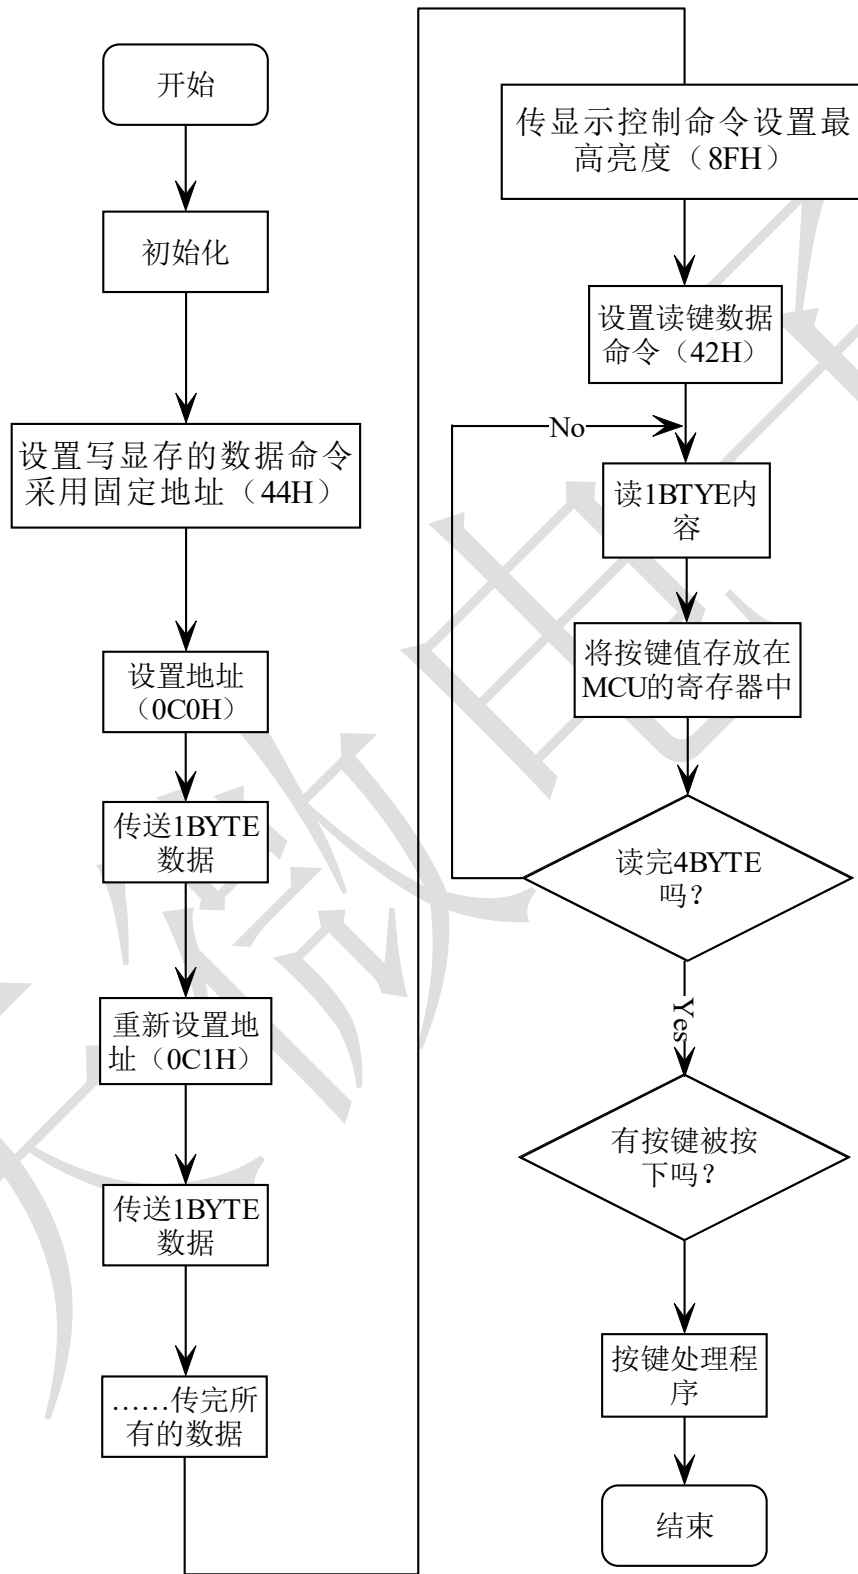 开始
初始化
设置写显存的数据命令
采用固定地址（44H）
设置地址
（0C0H）
传送1BYTE
数据
重新设置地
址（0C1H）
传送1BYTE
数据
……传完所
有的数据
传显示控制命令设置最
高亮度（8FH）
设置读键数据
命令（42H）
No
读1BTYE内
容
将按键值存放在
MCU的寄存器中
读完4BYTE
吗？
Yes
有按键被按
下吗？
按键处理程
序
结束